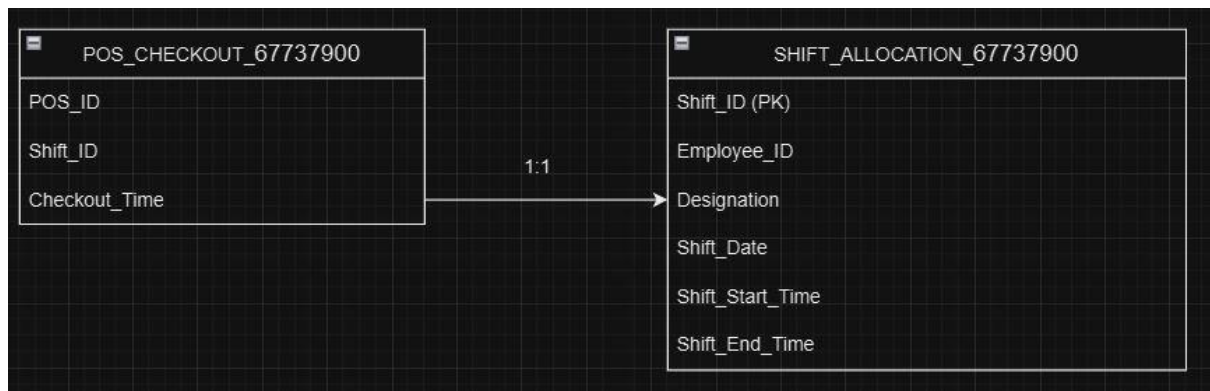 POS_CHECKOUT_67737900
POS_ID
Shift_ID
Checkout_Time
1:1
SHIFT_ALLOCATION_67737900
Shift_ID (PK)
Employee_ID
Designation
Shift_Date
Shift_Start_Time
Shift_End_Time